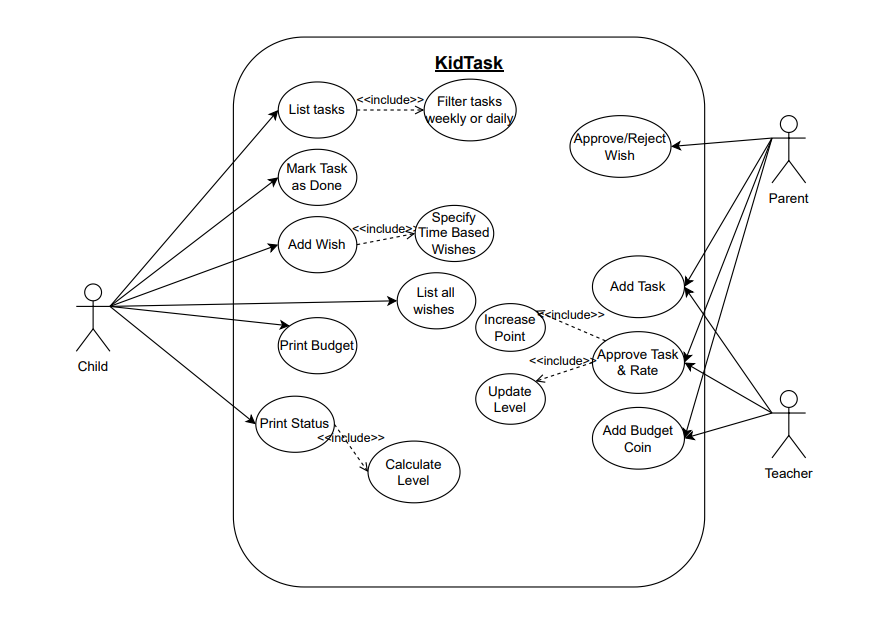 KidTask
List tasks
<<include>>
Filter tasks
weekly or daily
Approve/Reject
Wish
Parent
Mark Task
as Done
Add Wish
<<include>>
Specify
Time Based
Wishes
Add Task
List all
wishes
Increase
Point
<<include>>
Child
Print Budget
<<include>>
Approve Task
& Rate
Update
Level
Print Status
<<include>>
Calculate
Level
Add Budget
Coin
Teacher